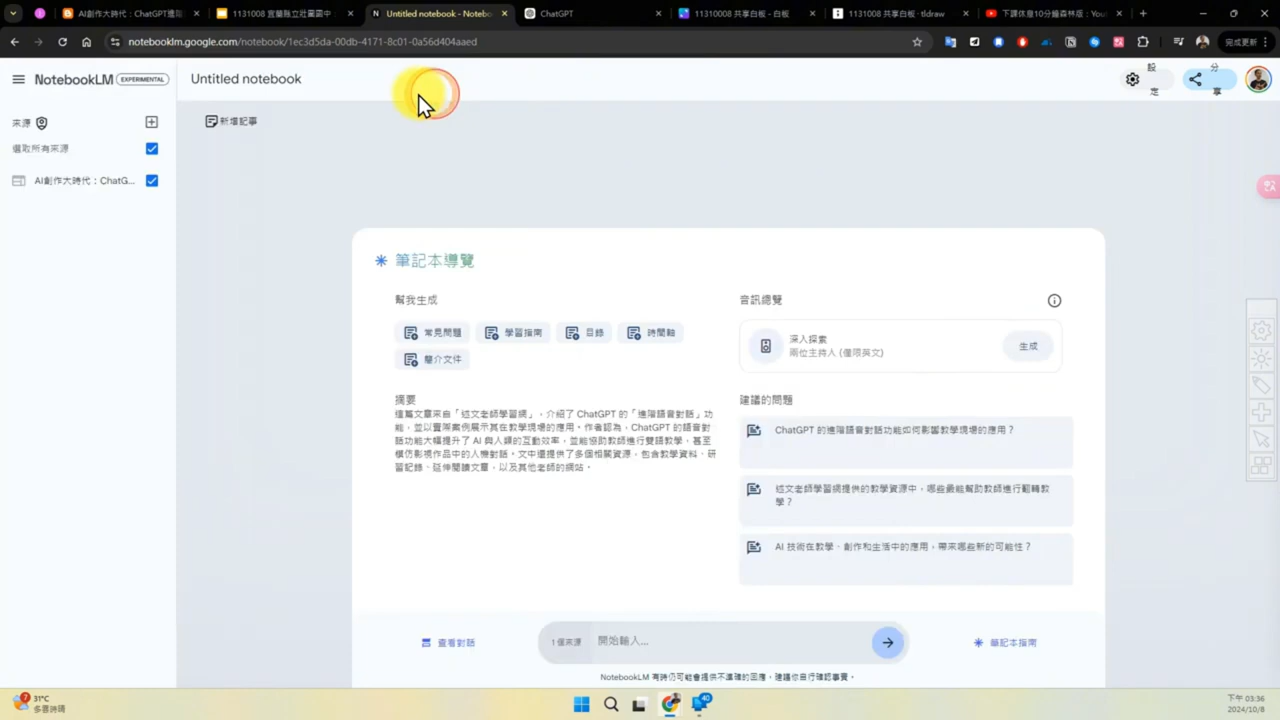 AI創作大時代：ChatGPT進階
1131008 宜蘭縣立壯圍國中
Untitled notebook - Notebo
ChatGPT
11310008 共享白板 - 白板
1131008 共享白板 · tldraw
下課休息10分鐘森林版：You
notebooklm.google.com/notebook/1ec3d5da-00db-4171-8c01-0a56d404aaed
完成更新
NotebookLM EXPERIMENTAL
Untitled notebook
設定
分享
來源
選取所有來源
AI創作大時代：ChatG...
新增記事
筆記本導覽
幫我生成
常見問題
學習指南
目錄
時間軸
簡介文件
音訊總覽
深入探索
兩位主持人 (僅限英文)
生成
摘要
這篇文章來自「述文老師學習網」，介紹了 ChatGPT 的「進階語音對話」功
能，並以實際案例展示其在教學現場的應用。作者認為，ChatGPT 的語音對
話功能大幅提升了 AI 與人類的互動效率，並能協助教師進行雙語教學，甚至
模仿影視作品中的人機對話。文中還提供了多個相關資源，包含教學資料、研
習記錄、延伸閱讀文章，以及其他老師的網站。
建議的問題
ChatGPT 的進階語音對話功能如何影響教學現場的應用？
述文老師學習網提供的教學資源中，哪些最能幫助教師進行翻轉教
學？
AI 技術在教學、創作和生活中的應用，帶來哪些新的可能性？
查看對話
1 個來源
開始輸入...
筆記本指南
NotebookLM 有時仍可能會提供不準確的回應，建議你自行確認事實。
7
31°C
多雲時晴
40
下午 03:36
2024/10/8